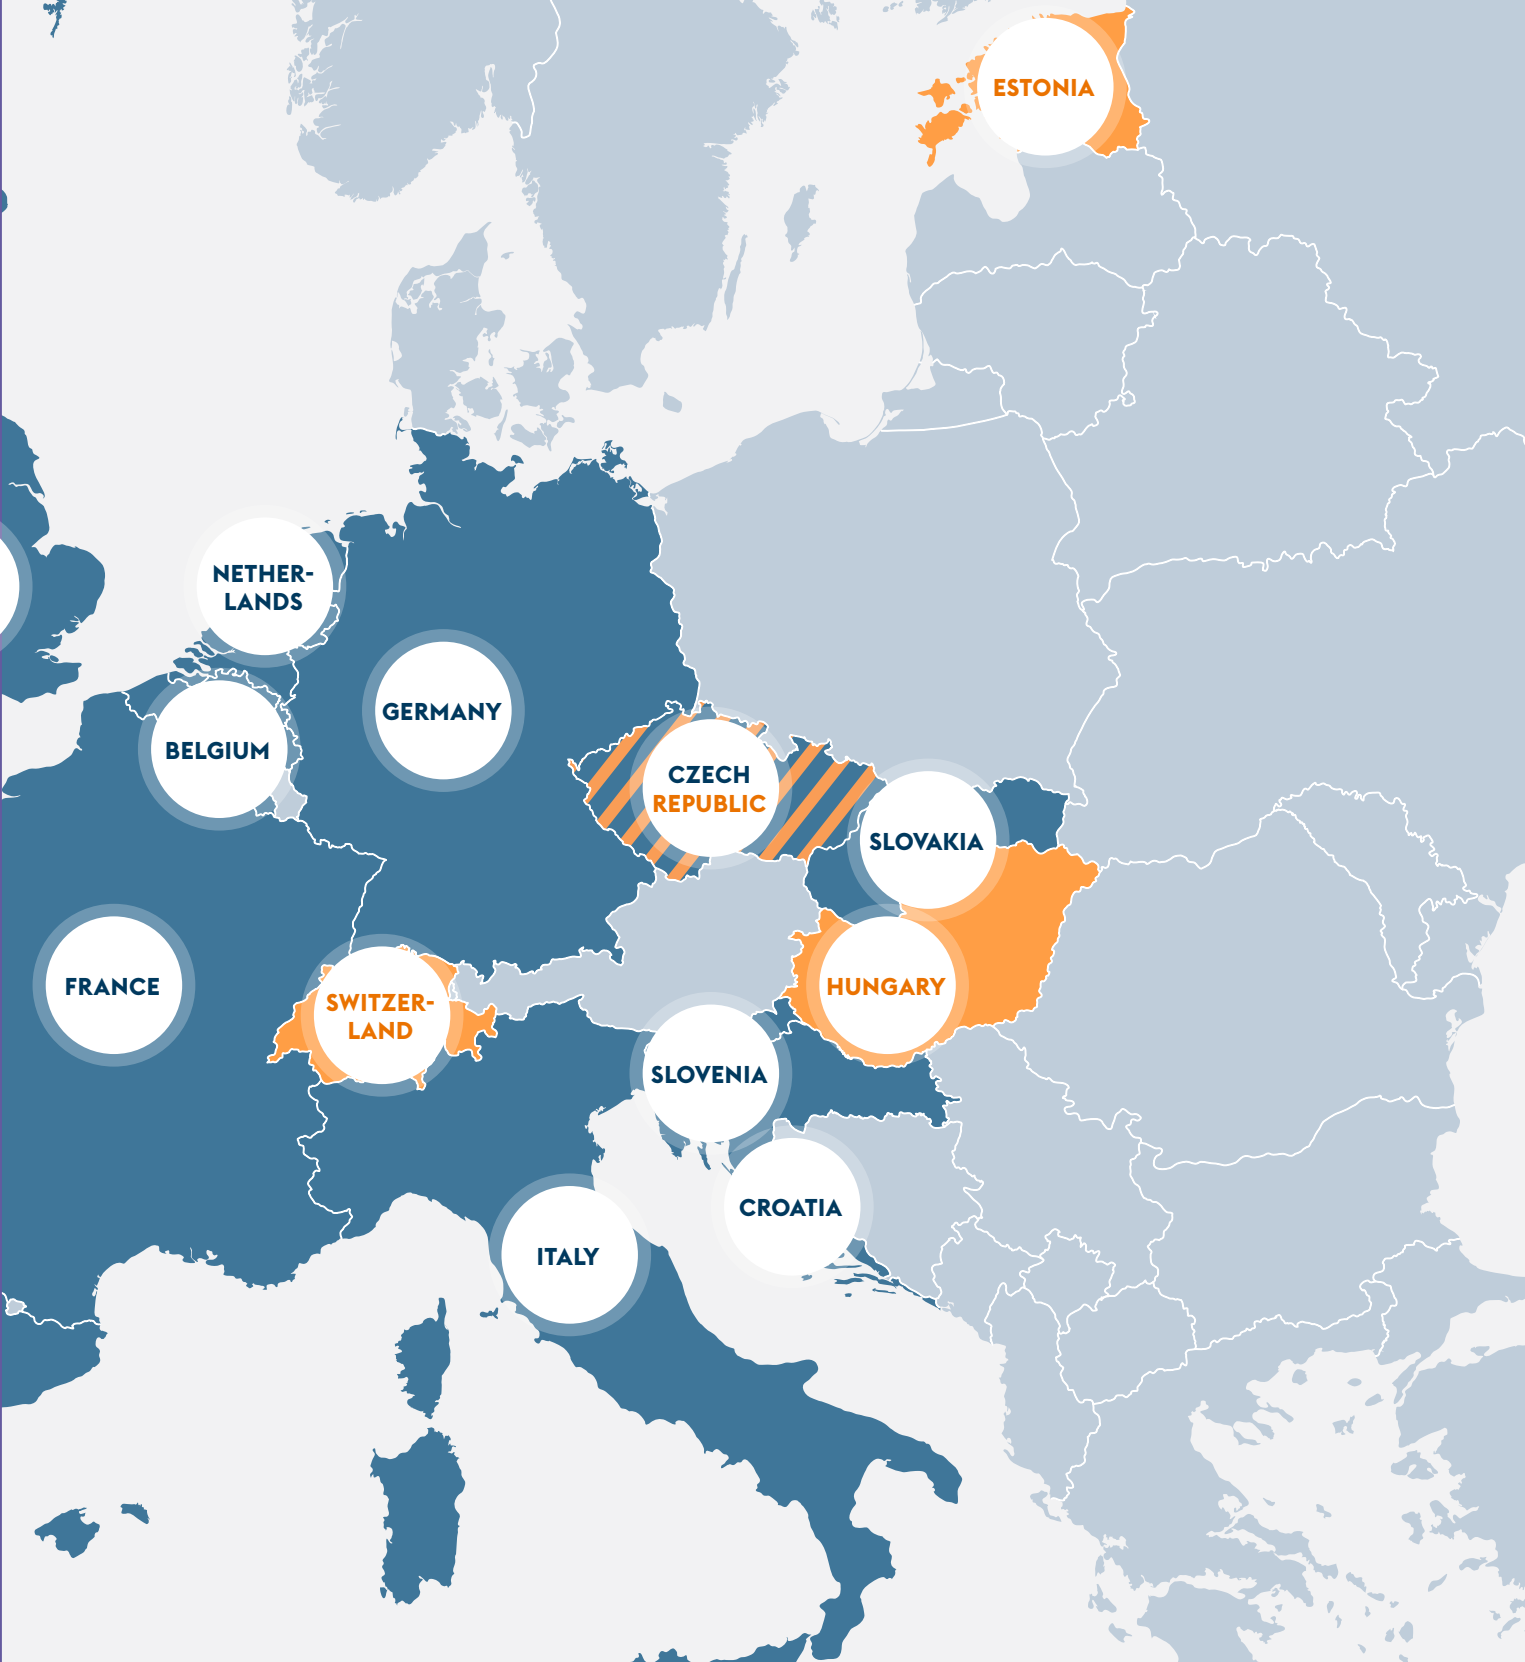 ESTONIA
NETHER-
LANDS
GERMANY
BELGIUM
CZECH
REPUBLIC
SLOVAKIA
FRANCE
SWITZER-
LAND
HUNGARY
SLOVENIA
CROATIA
ITALY